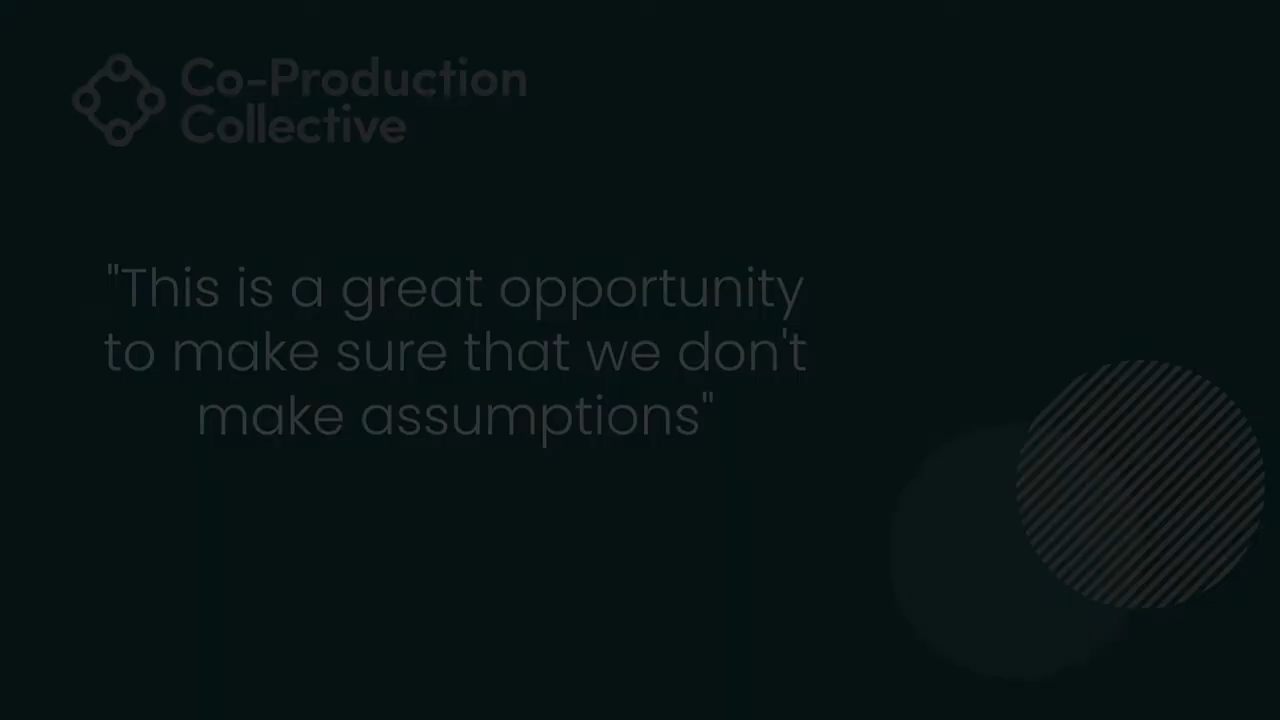 Co-Production
Collective
"This is a great opportunity
to make sure that we don't
make assumptions"